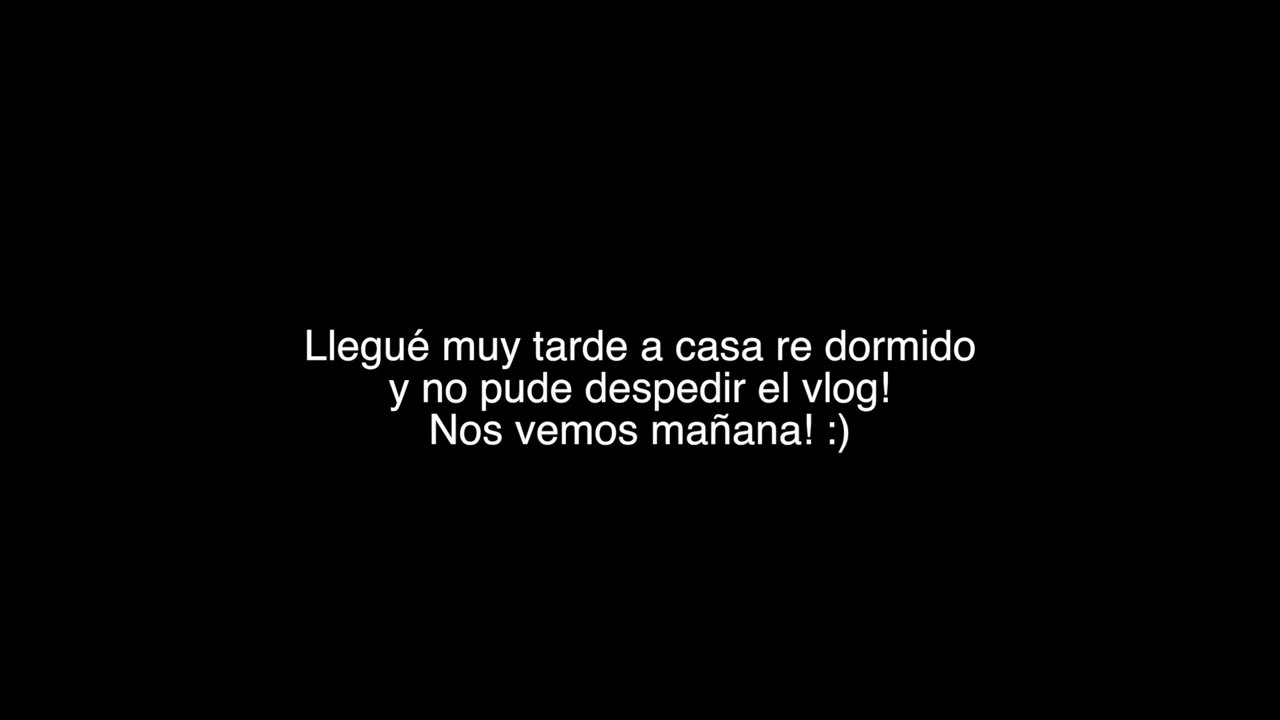 Llegué muy tarde a casa re dormido
y no pude despedir el vlog!
Nos vemos mañana! :)